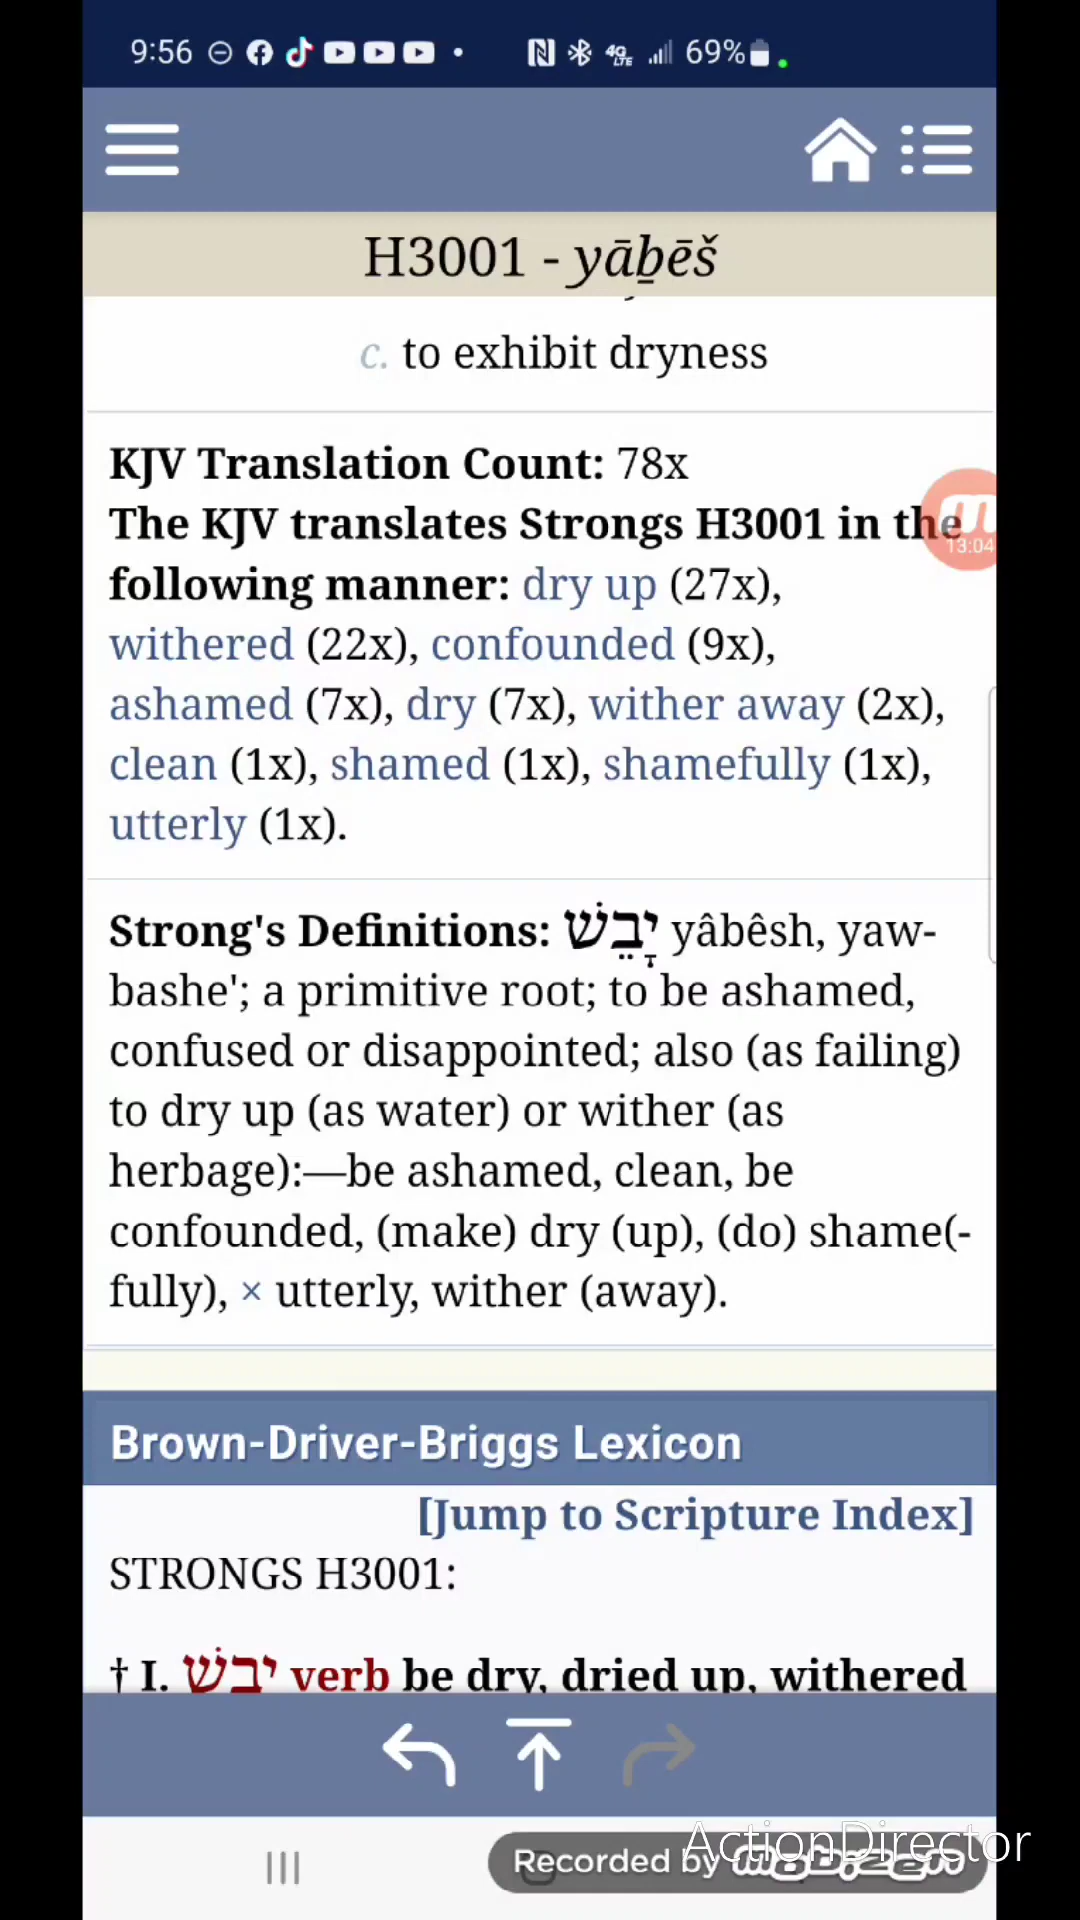 9:56 4G LTE 69%
H3001 - yāḇēš
c. to exhibit dryness
KJV Translation Count: 78x
The KJV translates Strongs H3001 in the
13:04
following manner: dry up (27x),
withered (22x), confounded (9x),
ashamed (7x), dry (7x), wither away (2x),
clean (1x), shamed (1x), shamefully (1x),
utterly (1x).
Strong's Definitions: יָבֵשׁ yâbêsh, yaw-
bashe'; a primitive root; to be ashamed,
confused or disappointed; also (as failing)
to dry up (as water) or wither (as
herbage):—be ashamed, clean, be
confounded, (make) dry (up), (do) shame(-
fully), × utterly, wither (away).
Brown-Driver-Briggs Lexicon
[Jump to Scripture Index]
STRONGS H3001:
† I. יבשׁ verb be dry, dried up, withered
ActionDirector
Recorded by mobizen